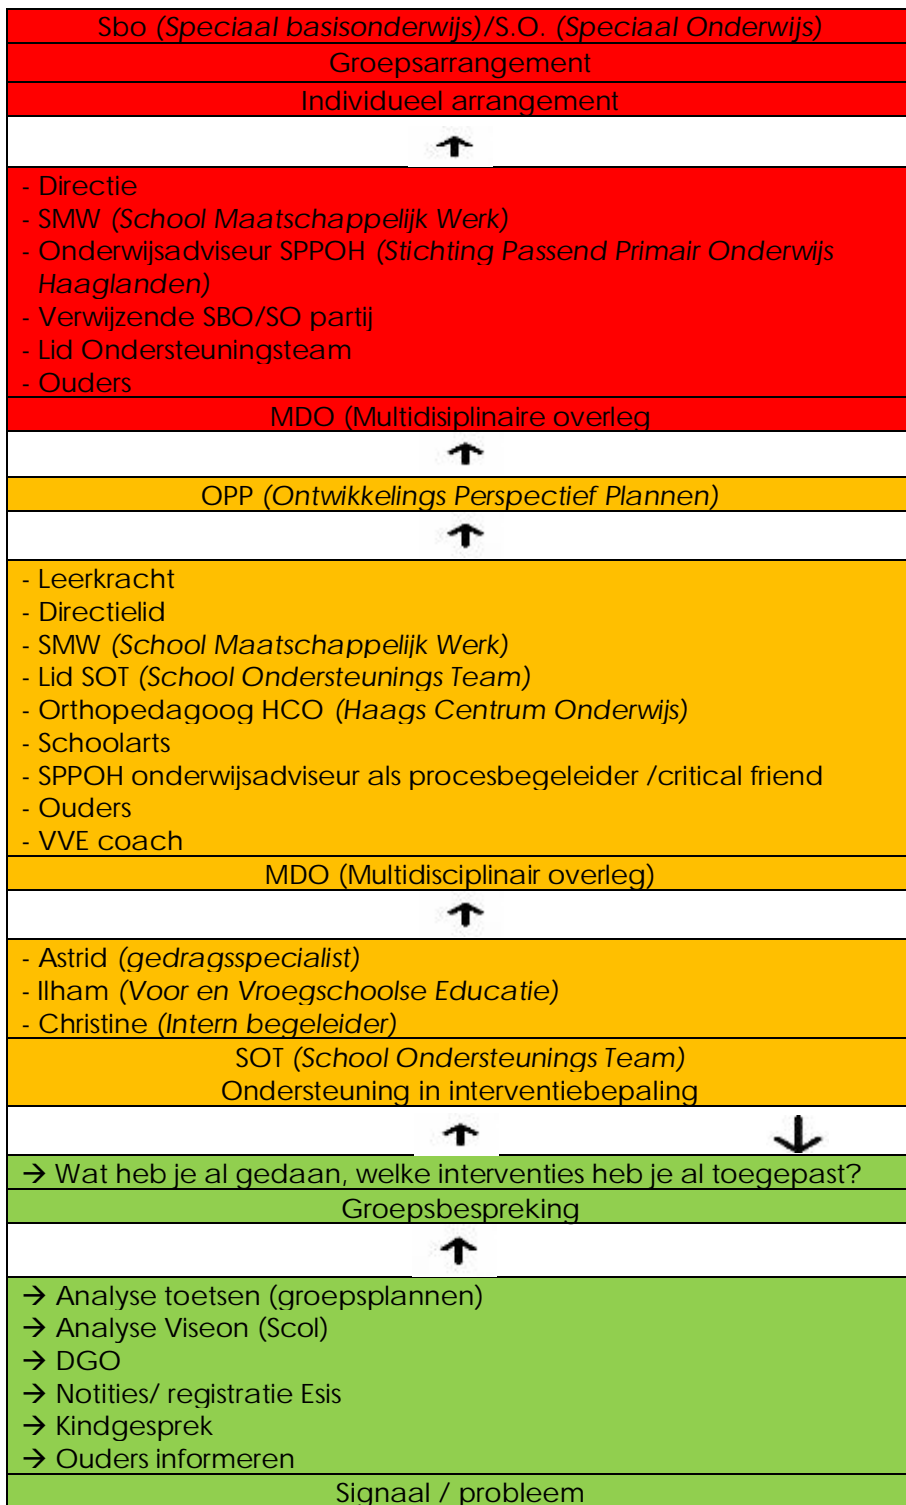 Sbo (Speciaal basisonderwijs)/S.O. (Speciaal Onderwijs)
Groepsarrangement
Individueel arrangement
- Directie
- SMW (School Maatschappelijk Werk)
- Onderwijsadviseur SPPOH (Stichting Passend Primair Onderwijs
Haaglanden)
- Verwijzende SBO/SO partij
- Lid Ondersteuningsteam
- Ouders
MDO (Multidisiplinaire overleg
OPP (Ontwikkelings Perspectief Plannen)
- Leerkracht
- Directielid
- SMW (School Maatschappelijk Werk)
- Lid SOT (School Ondersteunings Team)
- Orthopedagoog HCO (Haags Centrum Onderwijs)
- Schoolarts
- SPPOH onderwijsadviseur als procesbegeleider /critical friend
- Ouders
- VVE coach
MDO (Multidisciplinair overleg)
- Astrid (gedragsspecialist)
- Ilham (Voor en Vroegschoolse Educatie)
- Christine (Intern begeleider)
SOT (School Ondersteunings Team)
Ondersteuning in interventiebepaling
→ Wat heb je al gedaan, welke interventies heb je al toegepast?
Groepsbespreking
→ Analyse toetsen (groepsplannen)
→ Analyse Viseon (Scol)
→ DGO
→ Notities/ registratie Esis
→ Kindgesprek
→ Ouders informeren
Signaal / probleem